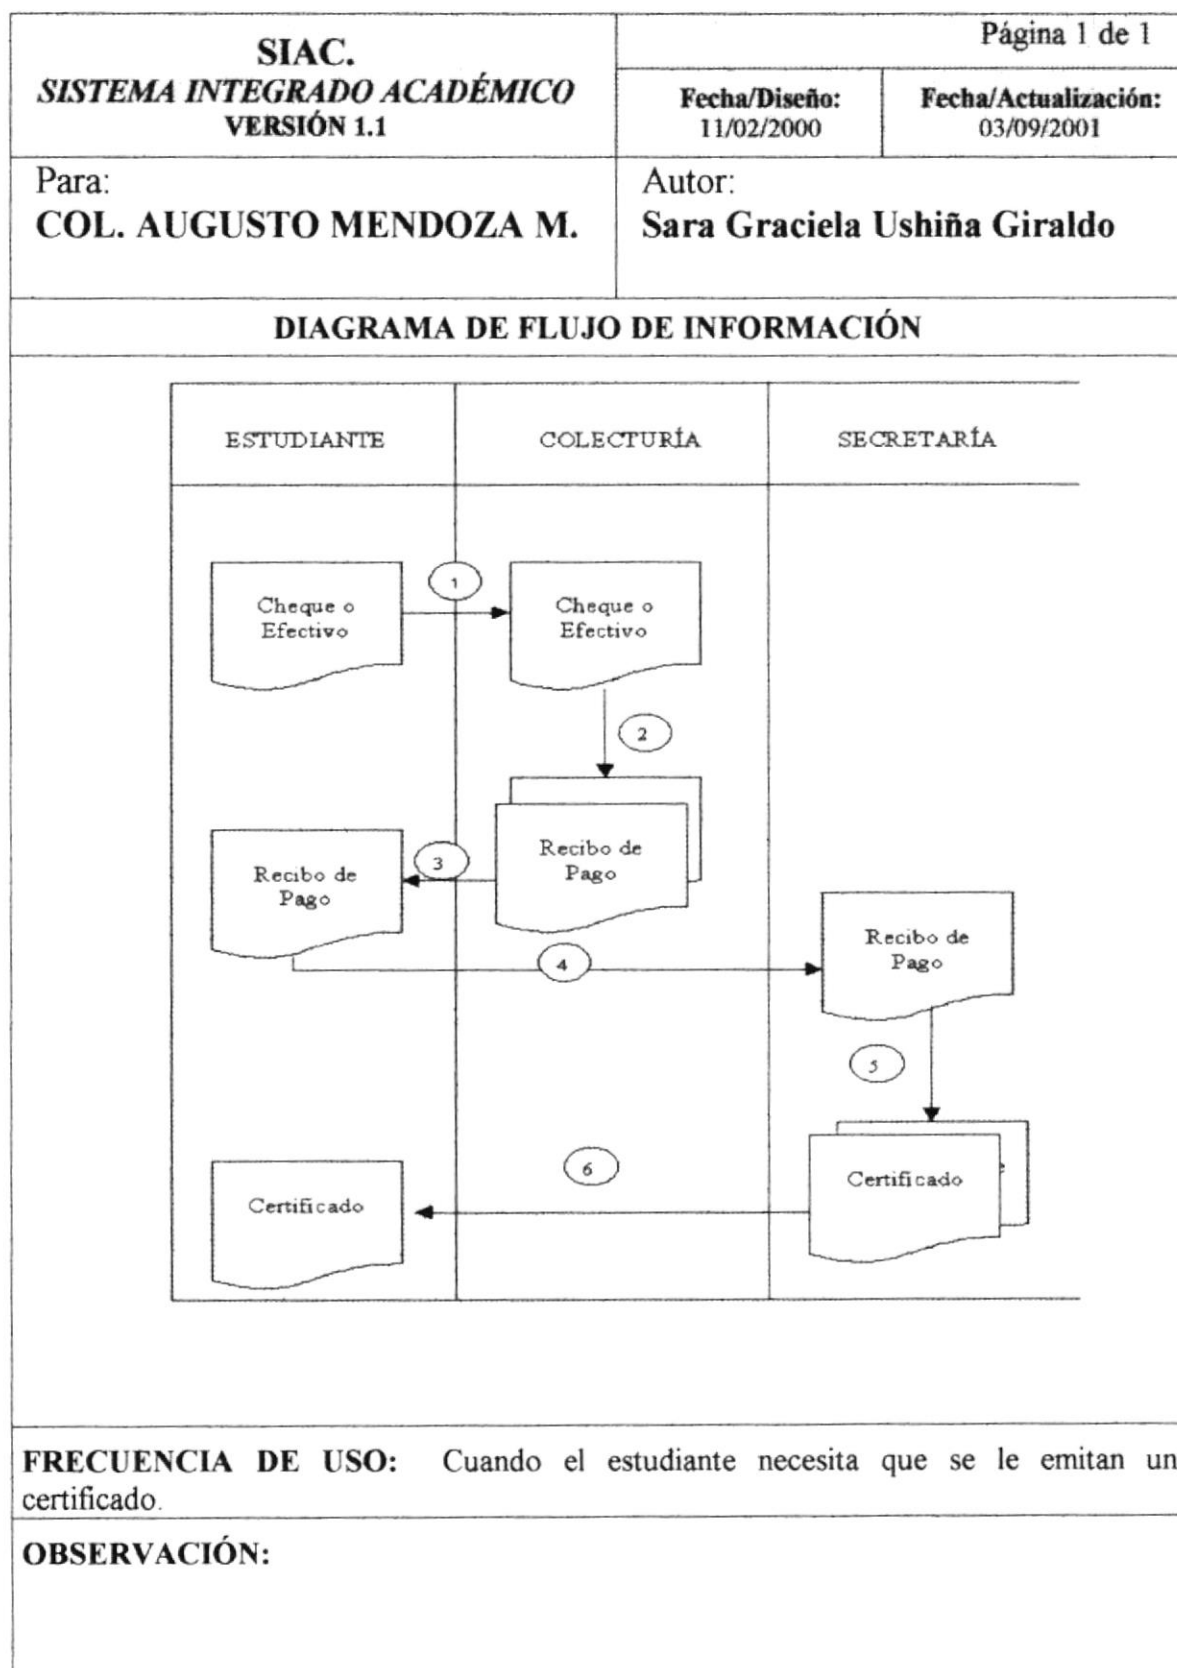 SIAC.
SISTEMA INTEGRADO ACADÉMICO
VERSIÓN 1.1
Página 1 de 1
Fecha/Diseño:
11/02/2000
Fecha/Actualización:
03/09/2001
Para:
COL. AUGUSTO MENDOZA M.
Autor:
Sara Graciela Ushiña Giraldo
DIAGRAMA DE FLUJO DE INFORMACIÓN
ESTUDIANTE
COLECTURÍA
SECRETARÍA
Cheque o
Efectivo
1
Cheque o
Efectivo
2
Recibo de
Pago
3
Recibo de
Pago
4
Recibo de
Pago
5
Certificado
6
Certificado
FRECUENCIA DE USO: Cuando el estudiante necesita que se le emitan un
certificado.
OBSERVACIÓN: